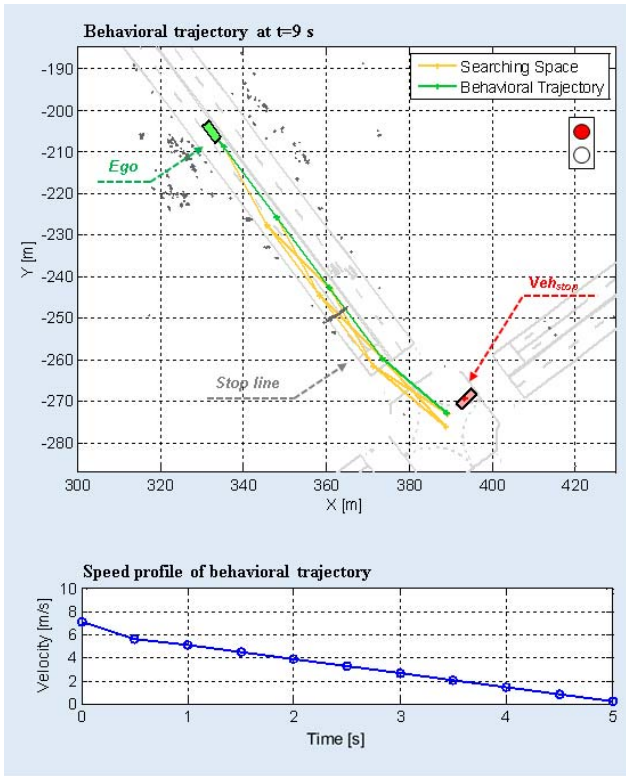 Behavioral trajectory at t=9 s
-190
-200
-210
-220
-230
-240
-250
-260
-270
-280
Y [m]
Searching Space
Behavioral Trajectory
Ego
Veh_stop
Stop line
300 320 340 360 380 400 420
X [m]
Speed profile of behavioral trajectory
10
8
6
4
2
0
Velocity [m/s]
0 1 2 3 4 5
Time [s]